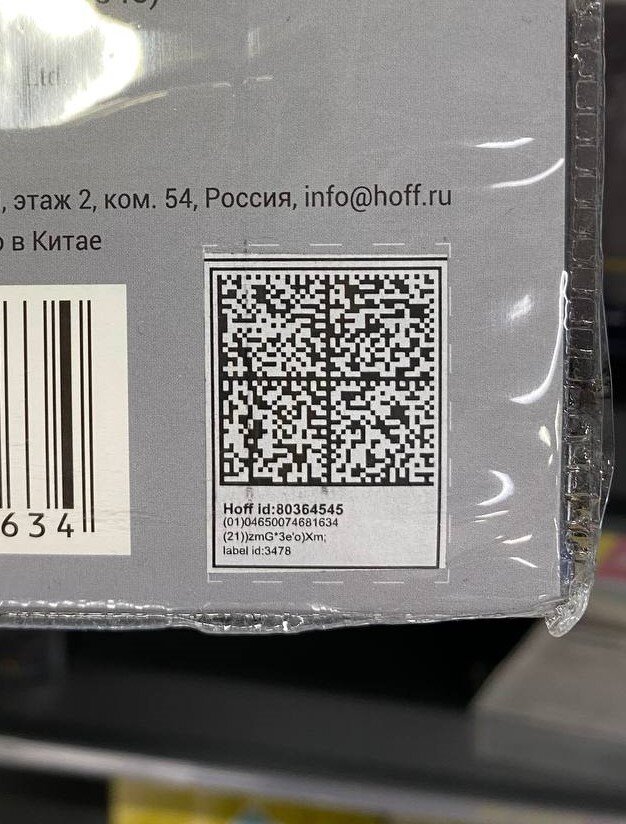 Ltd
, этаж 2, ком. 54, Россия, info@hoff.ru
о в Китае
634
Hoff id:80364545
(01)04650074681634
(21))zmG*3e'o)Xm;
label id:3478